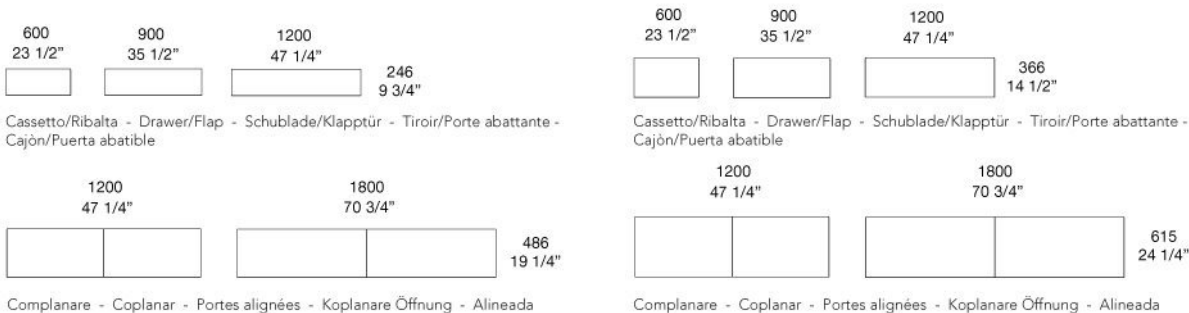 600 900 1200
23 1/2” 35 1/2” 47 1/4”
246
9 3/4”
Cassetto/Ribalta - Drawer/Flap - Schublade/Klapptür - Tiroir/Porte abattante -
Cajòn/Puerta abatible
1200 1800
47 1/4” 70 3/4”
486
19 1/4”
Complanare - Coplanar - Portes alignées - Koplanare Öffnung - Alineada
600 900 1200
23 1/2” 35 1/2” 47 1/4”
366
14 1/2”
Cassetto/Ribalta - Drawer/Flap - Schublade/Klapptür - Tiroir/Porte abattante -
Cajòn/Puerta abatible
1200 1800
47 1/4” 70 3/4”
615
24 1/4”
Complanare - Coplanar - Portes alignées - Koplanare Öffnung - Alineada